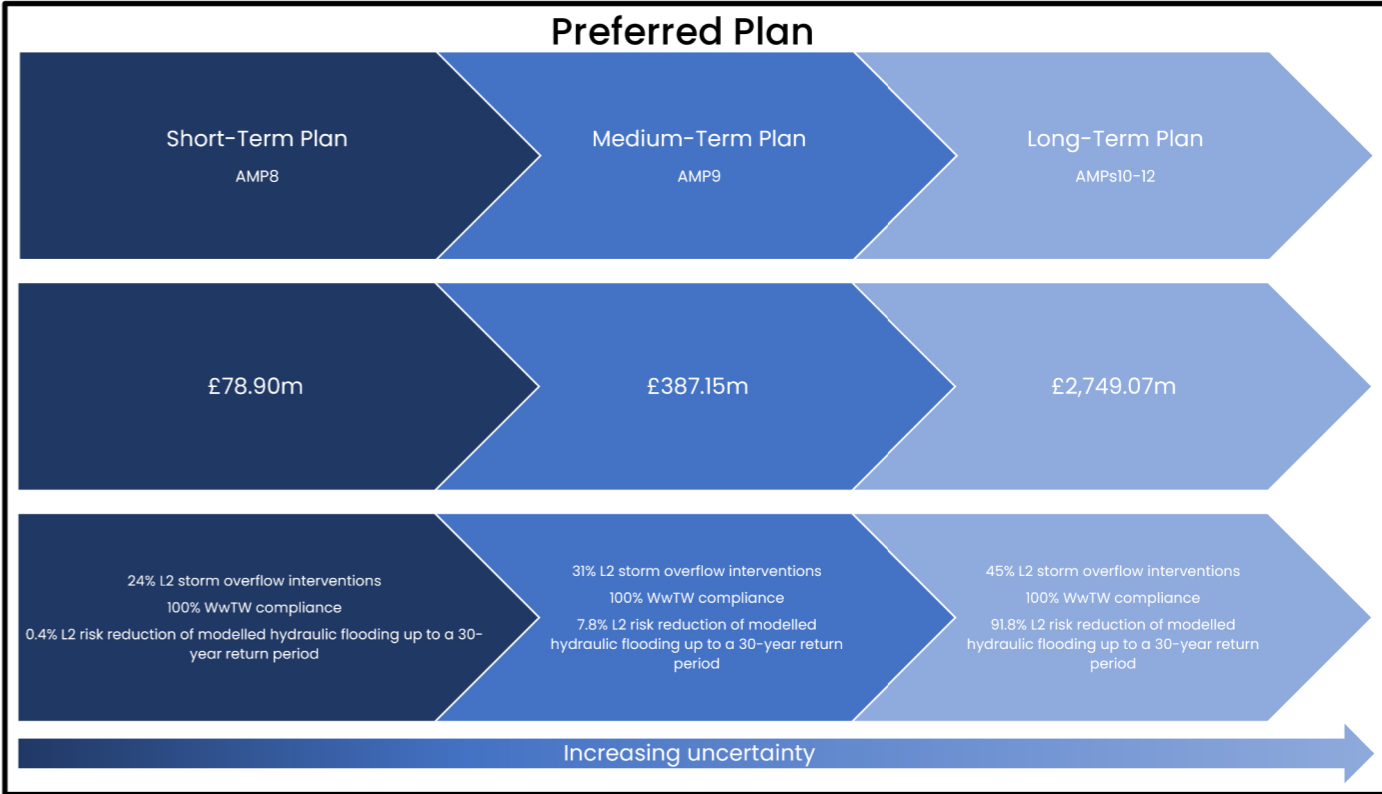 Preferred Plan
Short-Term Plan
AMP8
Medium-Term Plan
AMP9
Long-Term Plan
AMPs10-12
£78.90m
£387.15m
£2,749.07m
24% L2 storm overflow interventions
100% WwTW compliance
0.4% L2 risk reduction of modelled hydraulic flooding up to a 30-
year return period
31% L2 storm overflow interventions
100% WwTW compliance
7.8% L2 risk reduction of modelled
hydraulic flooding up to a 30-year return
period
45% L2 storm overflow interventions
100% WwTW compliance
91.8% L2 risk reduction of modelled
hydraulic flooding up to a 30-year return
period
Increasing uncertainty